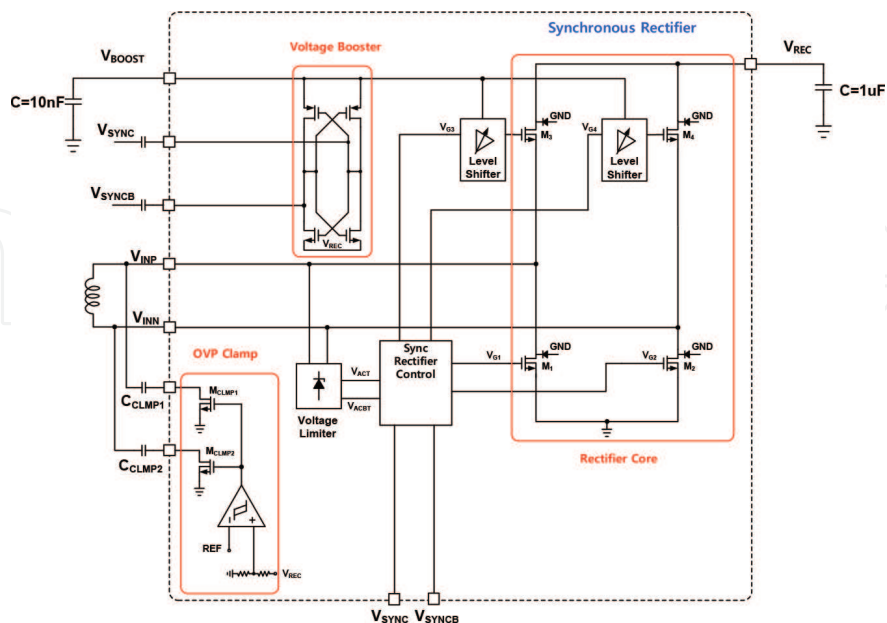 Synchronous Rectifier
Voltage Booster
VBOOST
VREC
C=10nF
C=1uF
GND
GND
VSYNC
VG3
VG4
M3
M4
Level
Shifter
Level
Shifter
VSYNCB
VREC
VINP
VINN
OVP Clamp
Sync
Rectifier
Control
GND
GND
VG1
VG2
M1
M2
VACT
VACBT
Voltage
Limiter
MCLMP1
CCLMP1
MCLMP2
CCLMP2
Rectifier Core
REF
VREC
VSYNC
VSYNCB